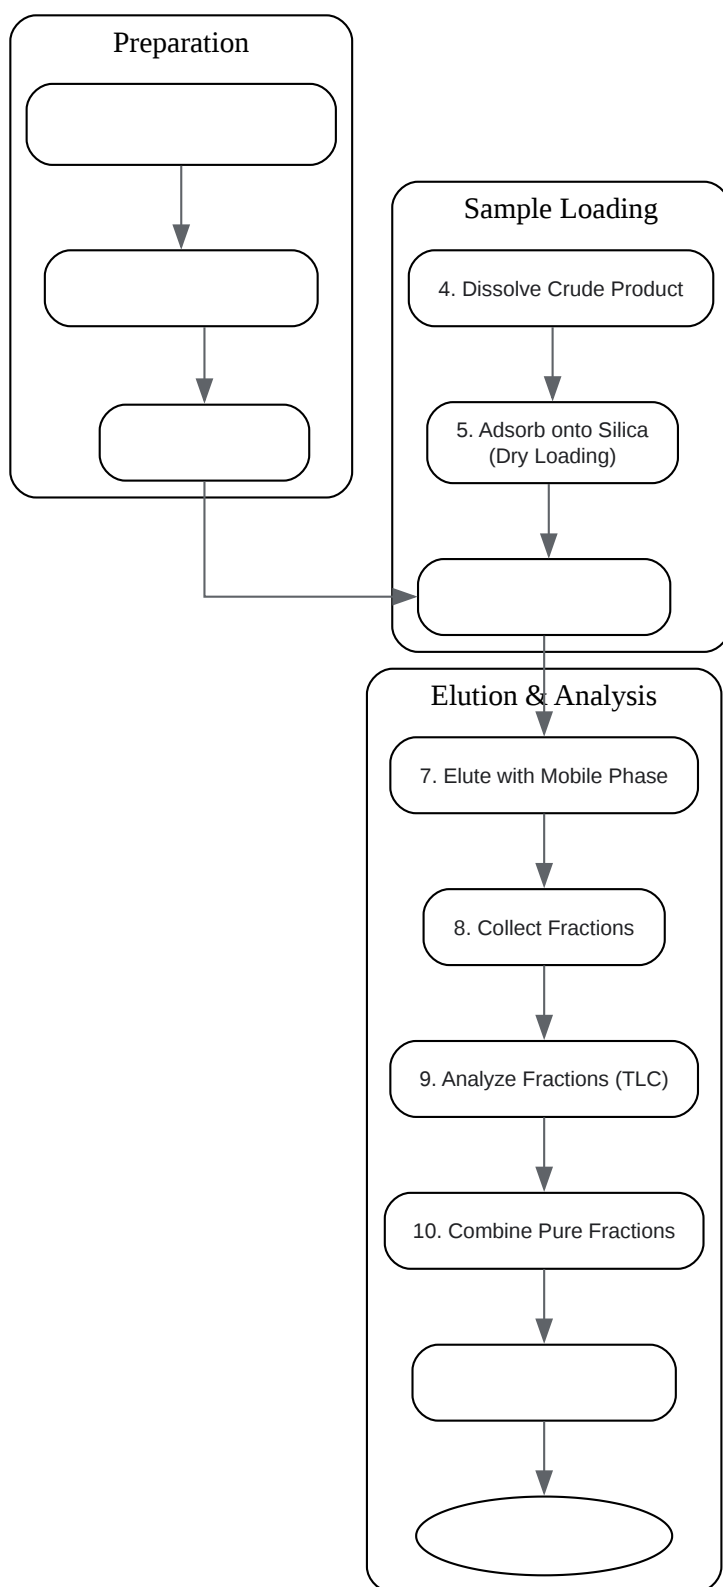 Preparation
Sample Loading
4. Dissolve Crude Product
5. Adsorb onto Silica
(Dry Loading)
Elution & Analysis
7. Elute with Mobile Phase
8. Collect Fractions
9. Analyze Fractions (TLC)
10. Combine Pure Fractions